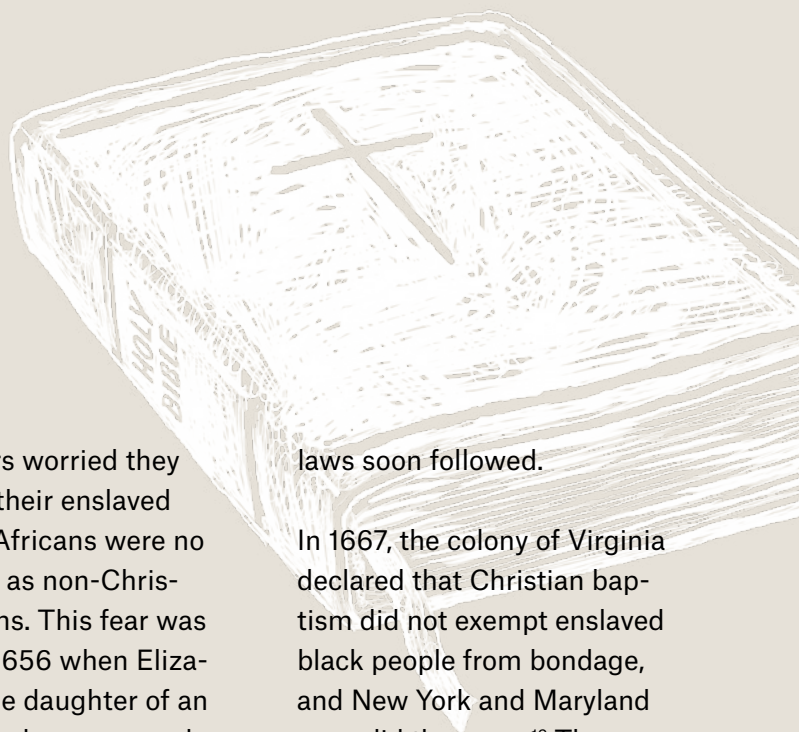 HOLY
BIBLE
worried they
their enslaved
Africans were no
as non-Chris-
This fear was
656 when Eliza-
daughter of an
laws soon followed.
In 1667, the colony of Virginia
declared that Christian bap-
tism did not exempt enslaved
black people from bondage,
and New York and Maryland